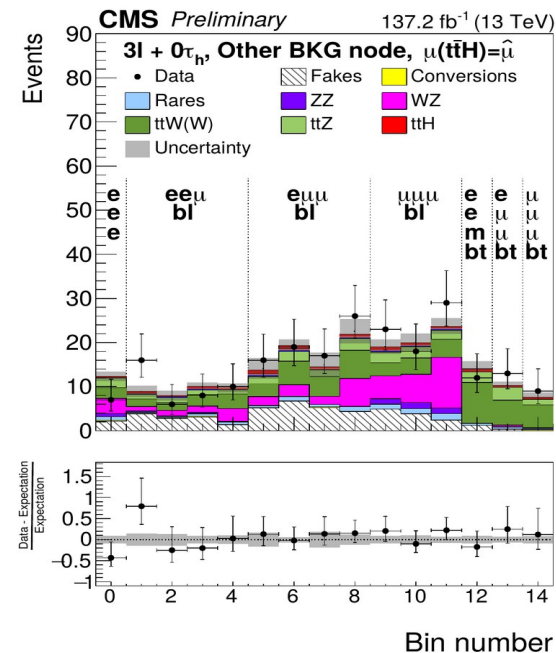 CMS Preliminary 137.2 fb⁻¹ (13 TeV)
Events
3l + 0τh, Other BKG node, μ(tt̄H)=μ̂
Data Fakes Conversions
Rares ZZ WZ
ttW(W) ttZ ttH
Uncertainty
90
80
70
60
50
40
30
20
10
0
e e e
eeμ bl
eμμ bl
μμμ bl
e e m bt
e μ μ bt
μ μ μ bt
Data - Expectation
Expectation
1.5
1
0.5
0
−0.5
−1
0 2 4 6 8 10 12 14
Bin number